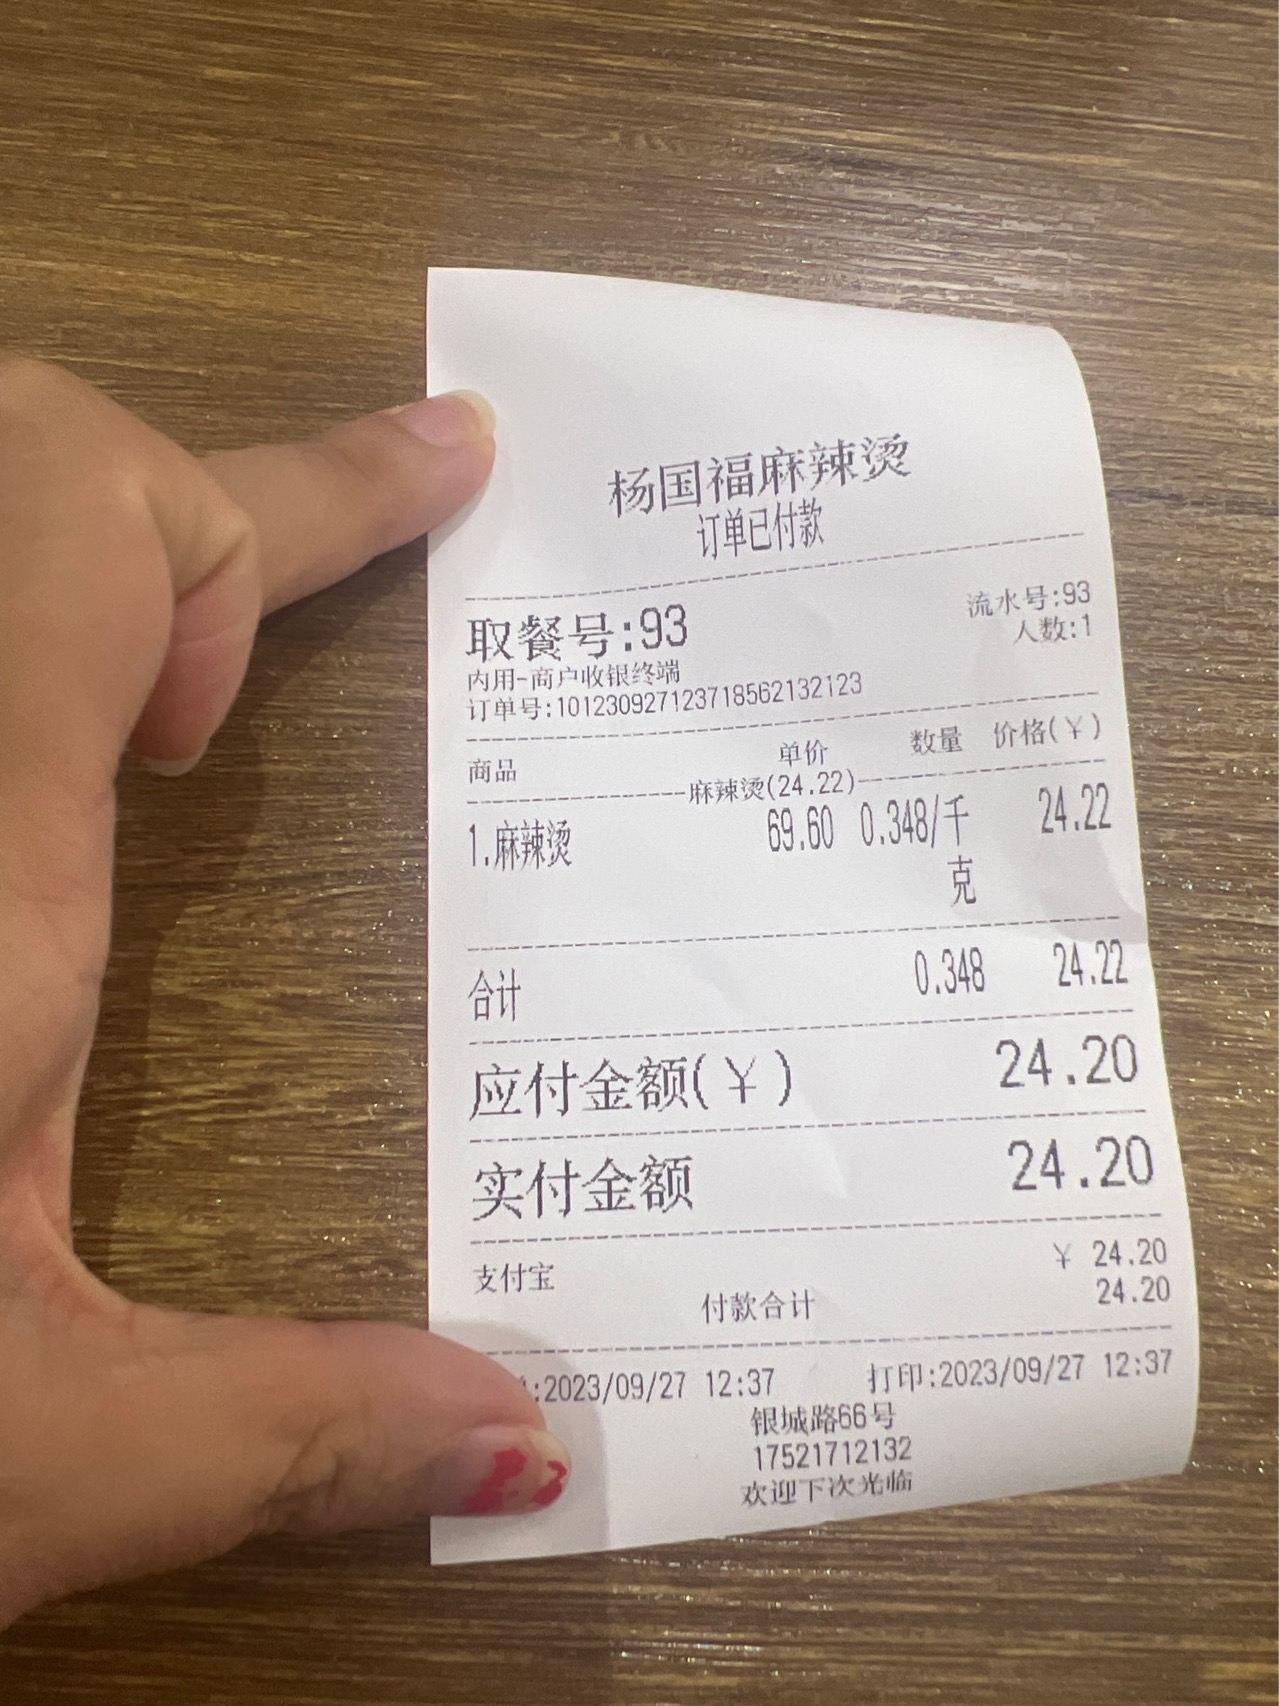 杨国福麻辣烫
订单已付款
取餐号:93
流水号:93
人数:1
内用-商户收银终端
订单号:10123092712371856213​2123
商品 单价 数量 价格(￥)
麻辣烫(24.22)
1.麻辣烫 69.60 0.348/千克 24.22
合计 0.348 24.22
应付金额(￥) 24.20
实付金额 24.20
支付宝 ￥ 24.20
付款合计 24.20
:2023/09/27 12:37 打印:2023/09/27 12:37
银城路66号
17521712132
欢迎下次光临